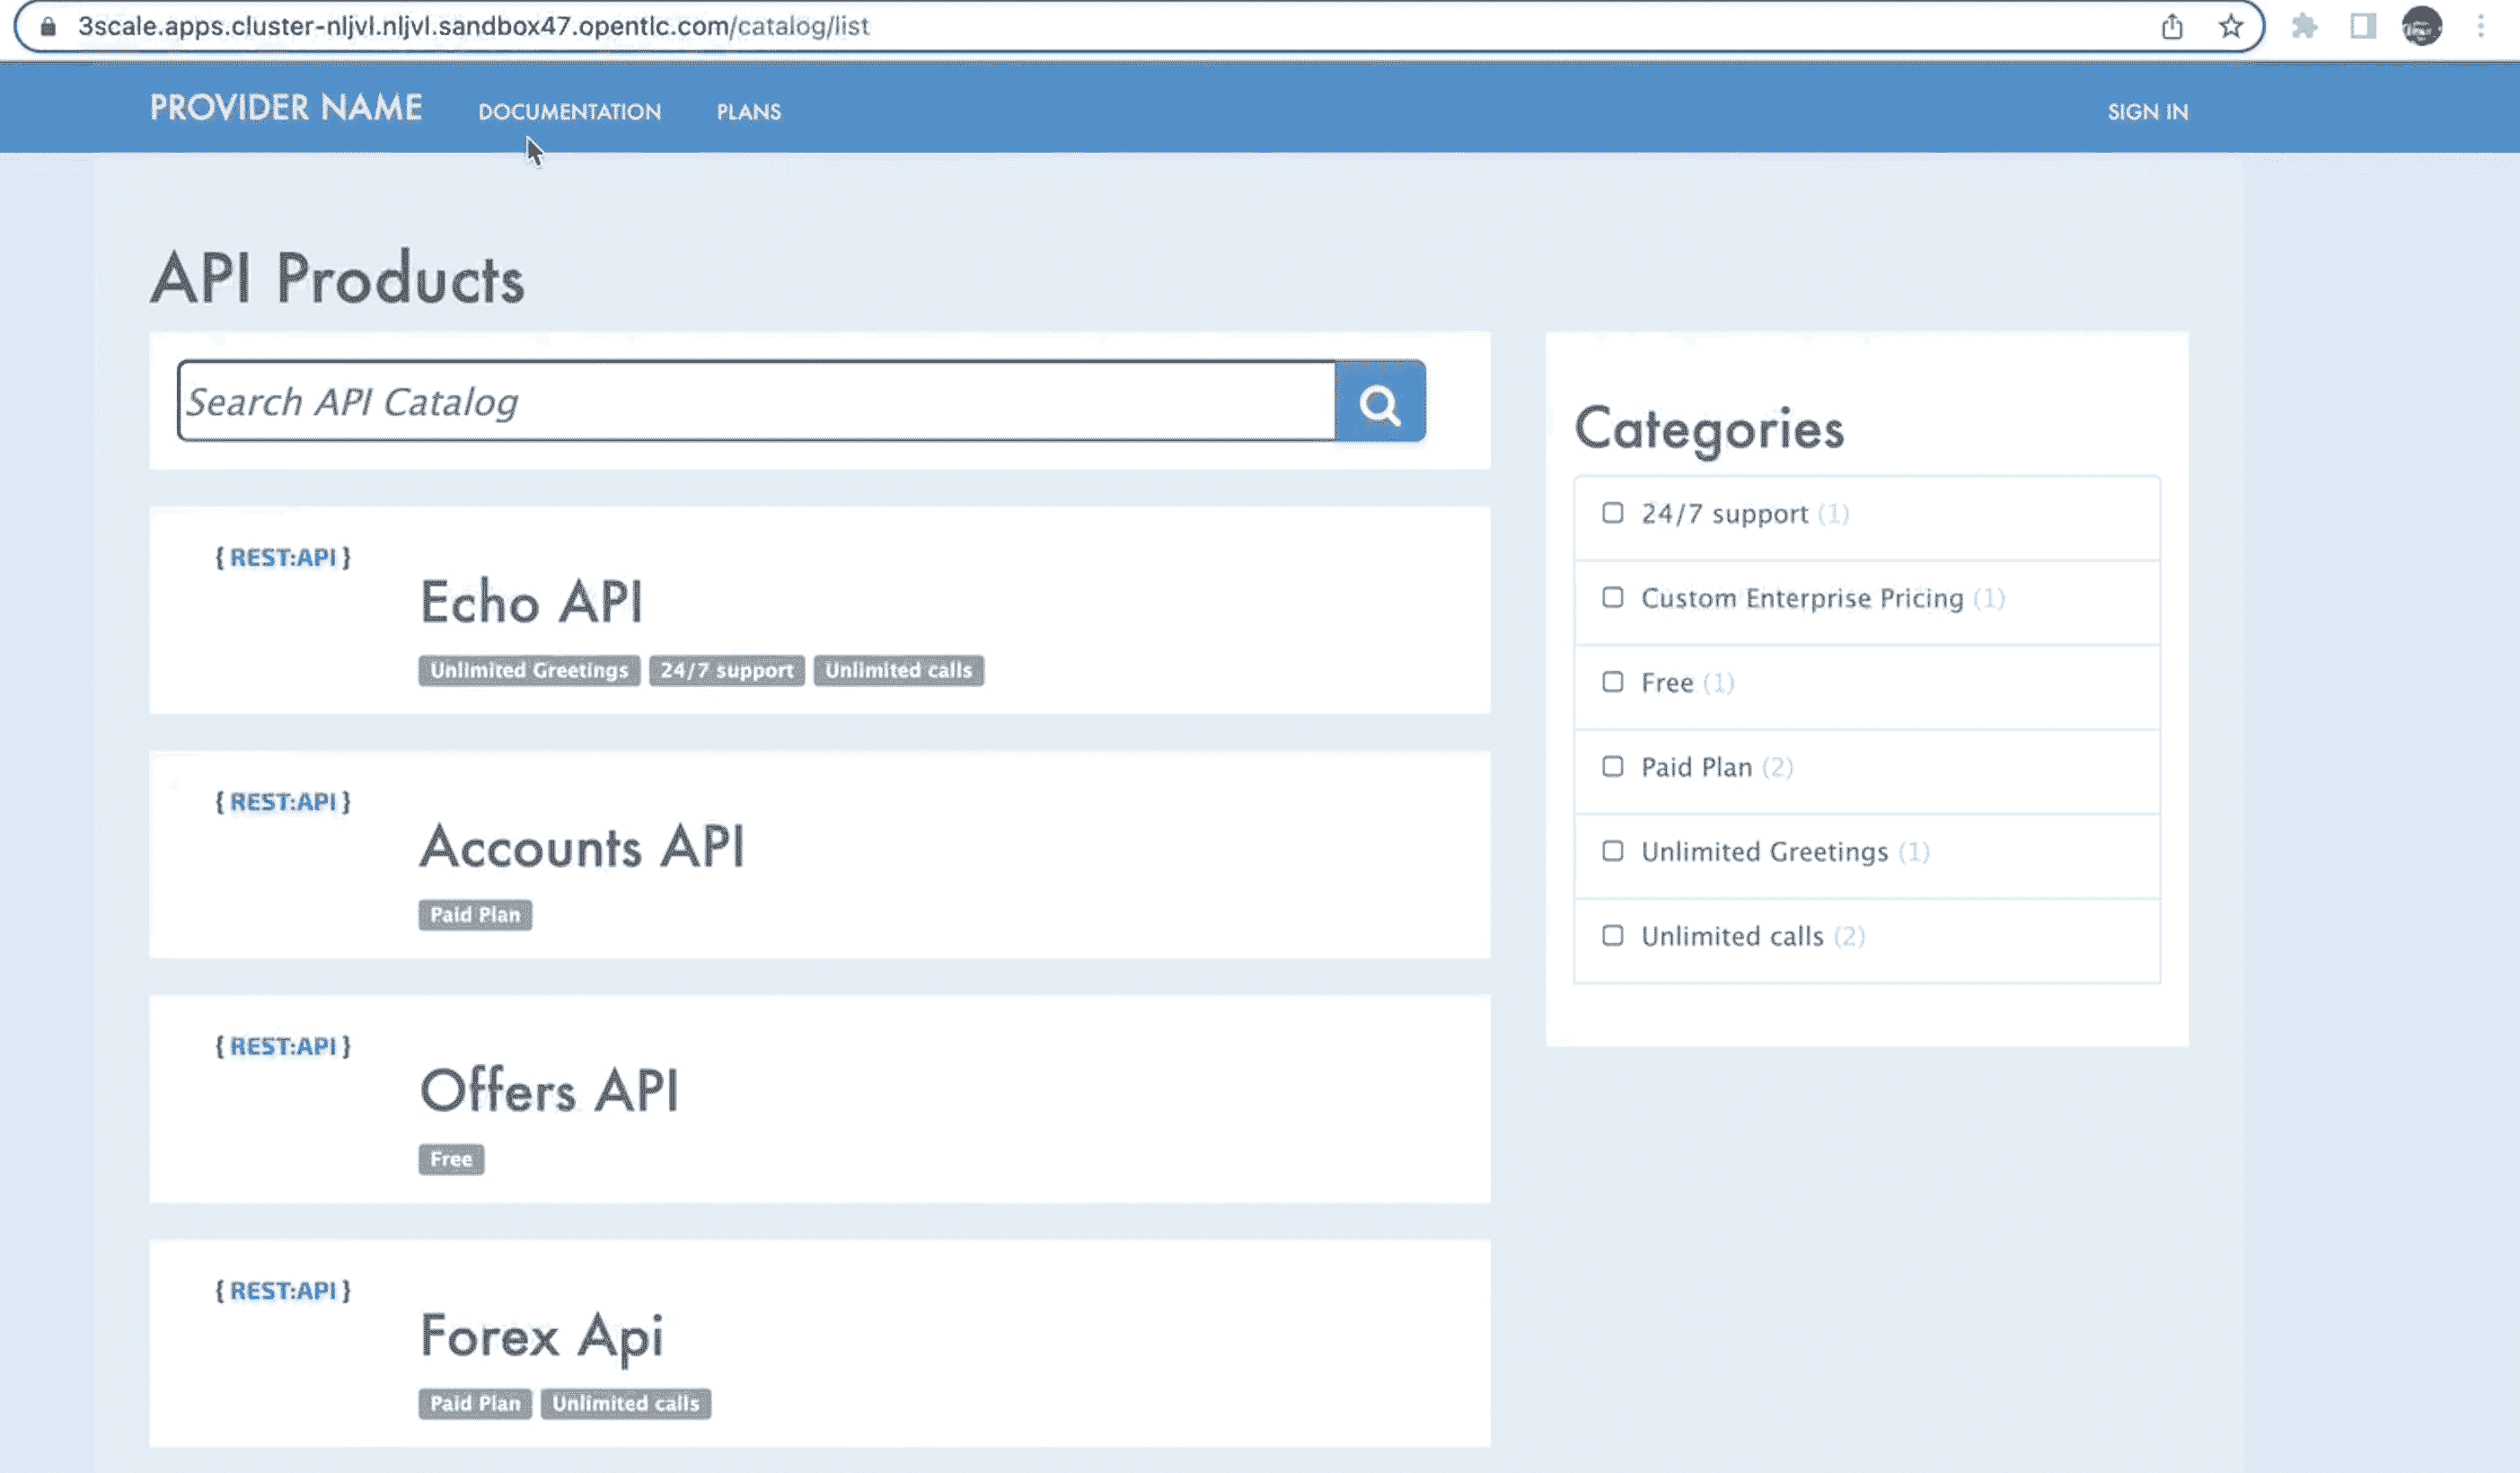 3scale.apps.cluster-nljvl.nljvl.sandbox47.opentlc.com/catalog/list
PROVIDER NAME DOCUMENTATION PLANS SIGN IN
API Products
Search API Catalog
{ REST:API }
Echo API
Unlimited Greetings 24/7 support Unlimited calls
{ REST:API }
Accounts API
Paid Plan
{ REST:API }
Offers API
Free
{ REST:API }
Forex Api
Paid Plan Unlimited calls
Categories
24/7 support (1)
Custom Enterprise Pricing (1)
Free (1)
Paid Plan (2)
Unlimited Greetings (1)
Unlimited calls (2)